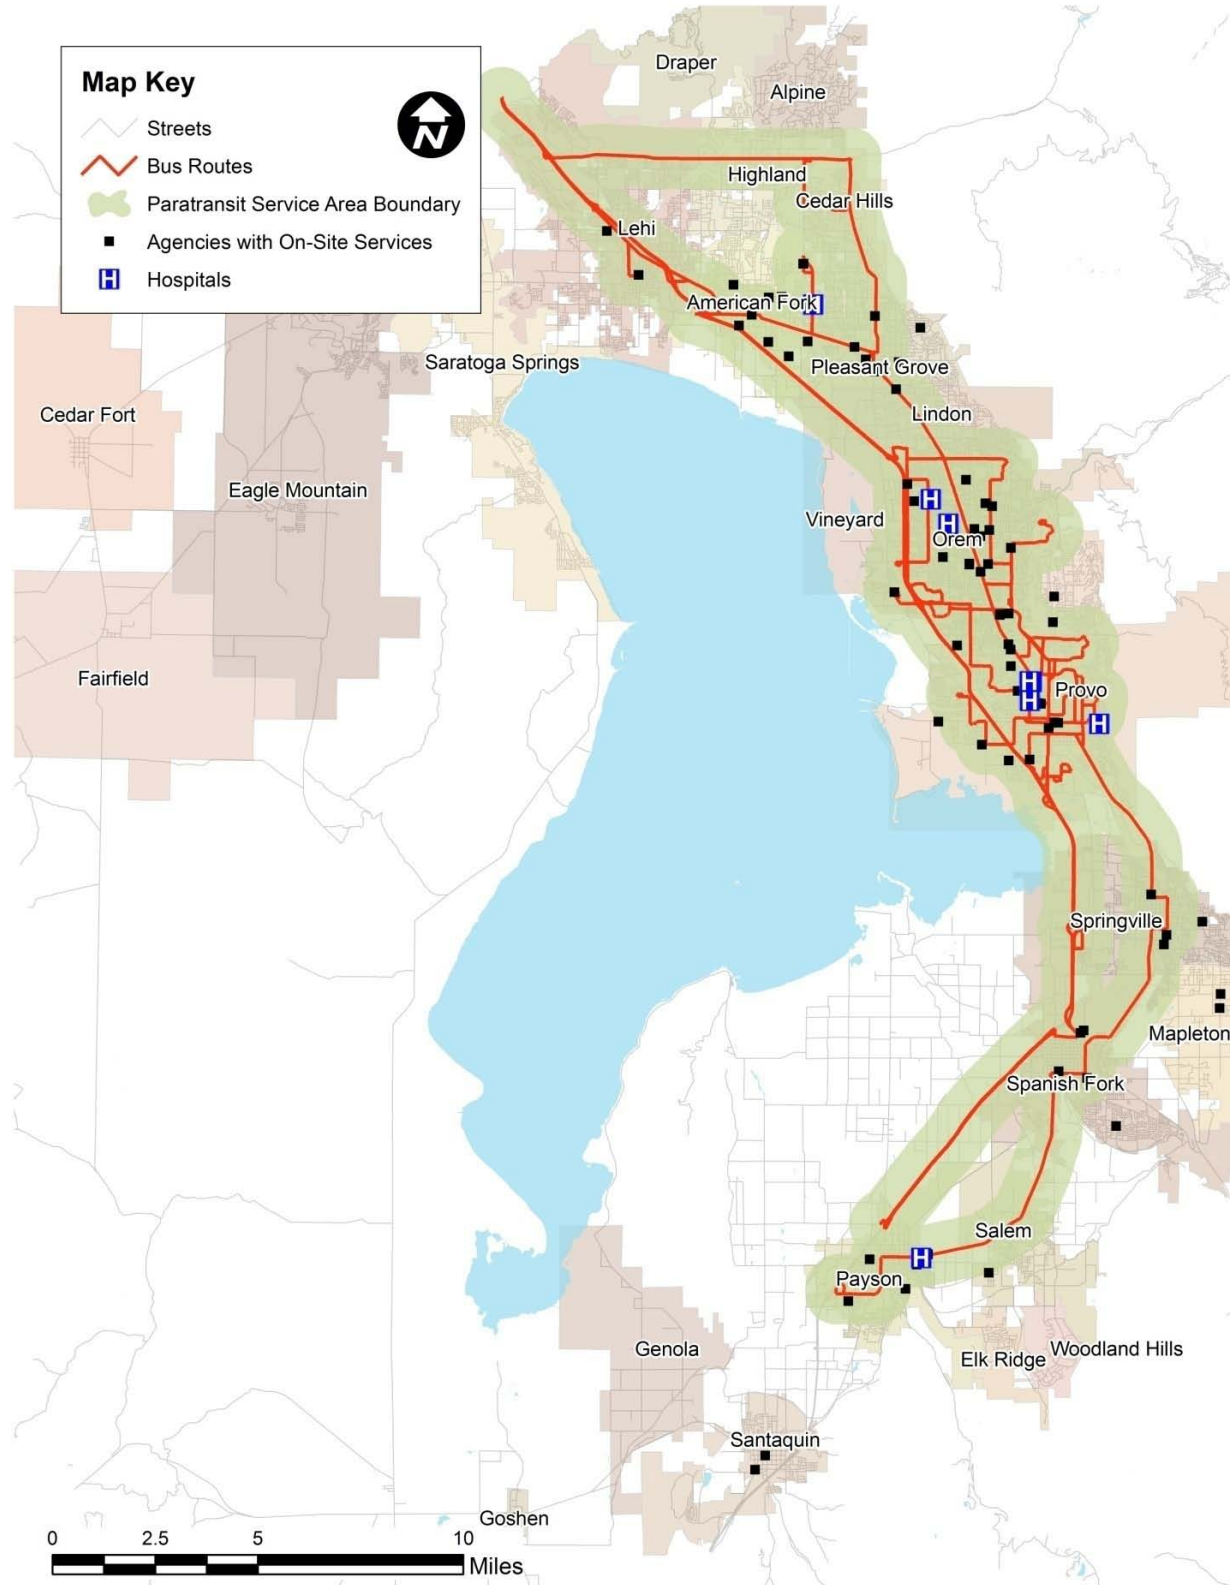 Map Key
N
Streets
Bus Routes
Paratransit Service Area Boundary
Agencies with On-Site Services
H Hospitals
Draper
Alpine
Highland
Cedar Hills
Lehi
American Fork
H
Saratoga Springs
Pleasant Grove
Cedar Fort
Lindon
Eagle Mountain
H
Vineyard
H
Orem
Fairfield
H
Provo
H
H
Springville
Mapleton
Spanish Fork
Salem
H
Payson
Genola
Elk Ridge
Woodland Hills
Santaquin
Goshen
0 2.5 5 10
Miles